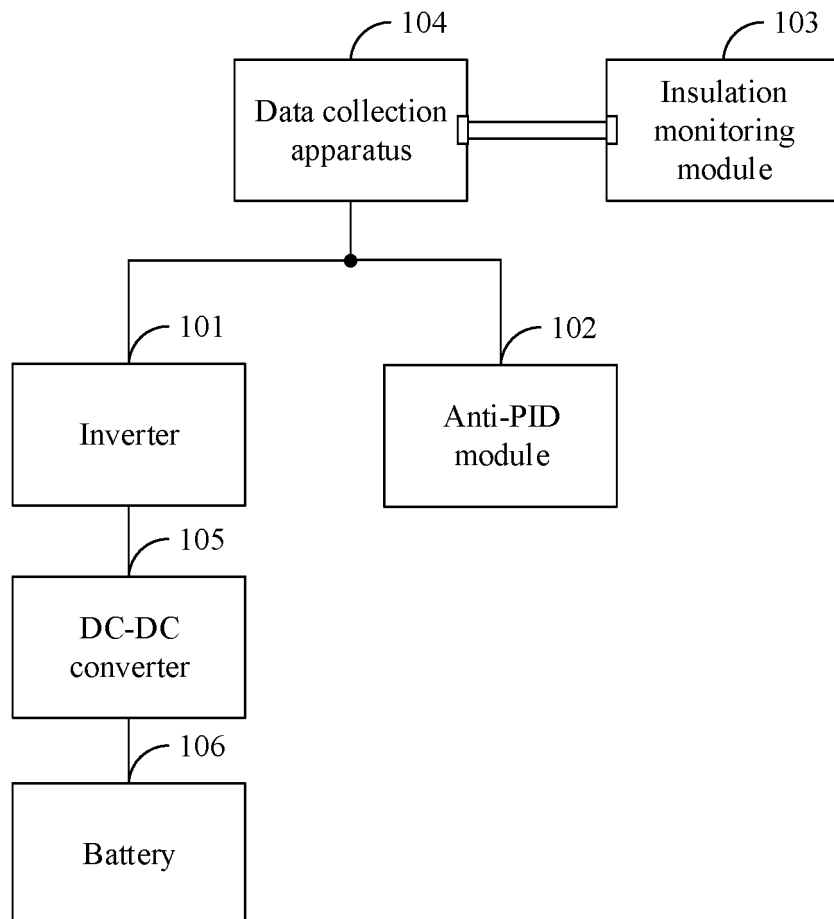 104
Data collection
apparatus
103
Insulation
monitoring
module
101
Inverter
102
Anti-PID
module
105
DC-DC
converter
106
Battery